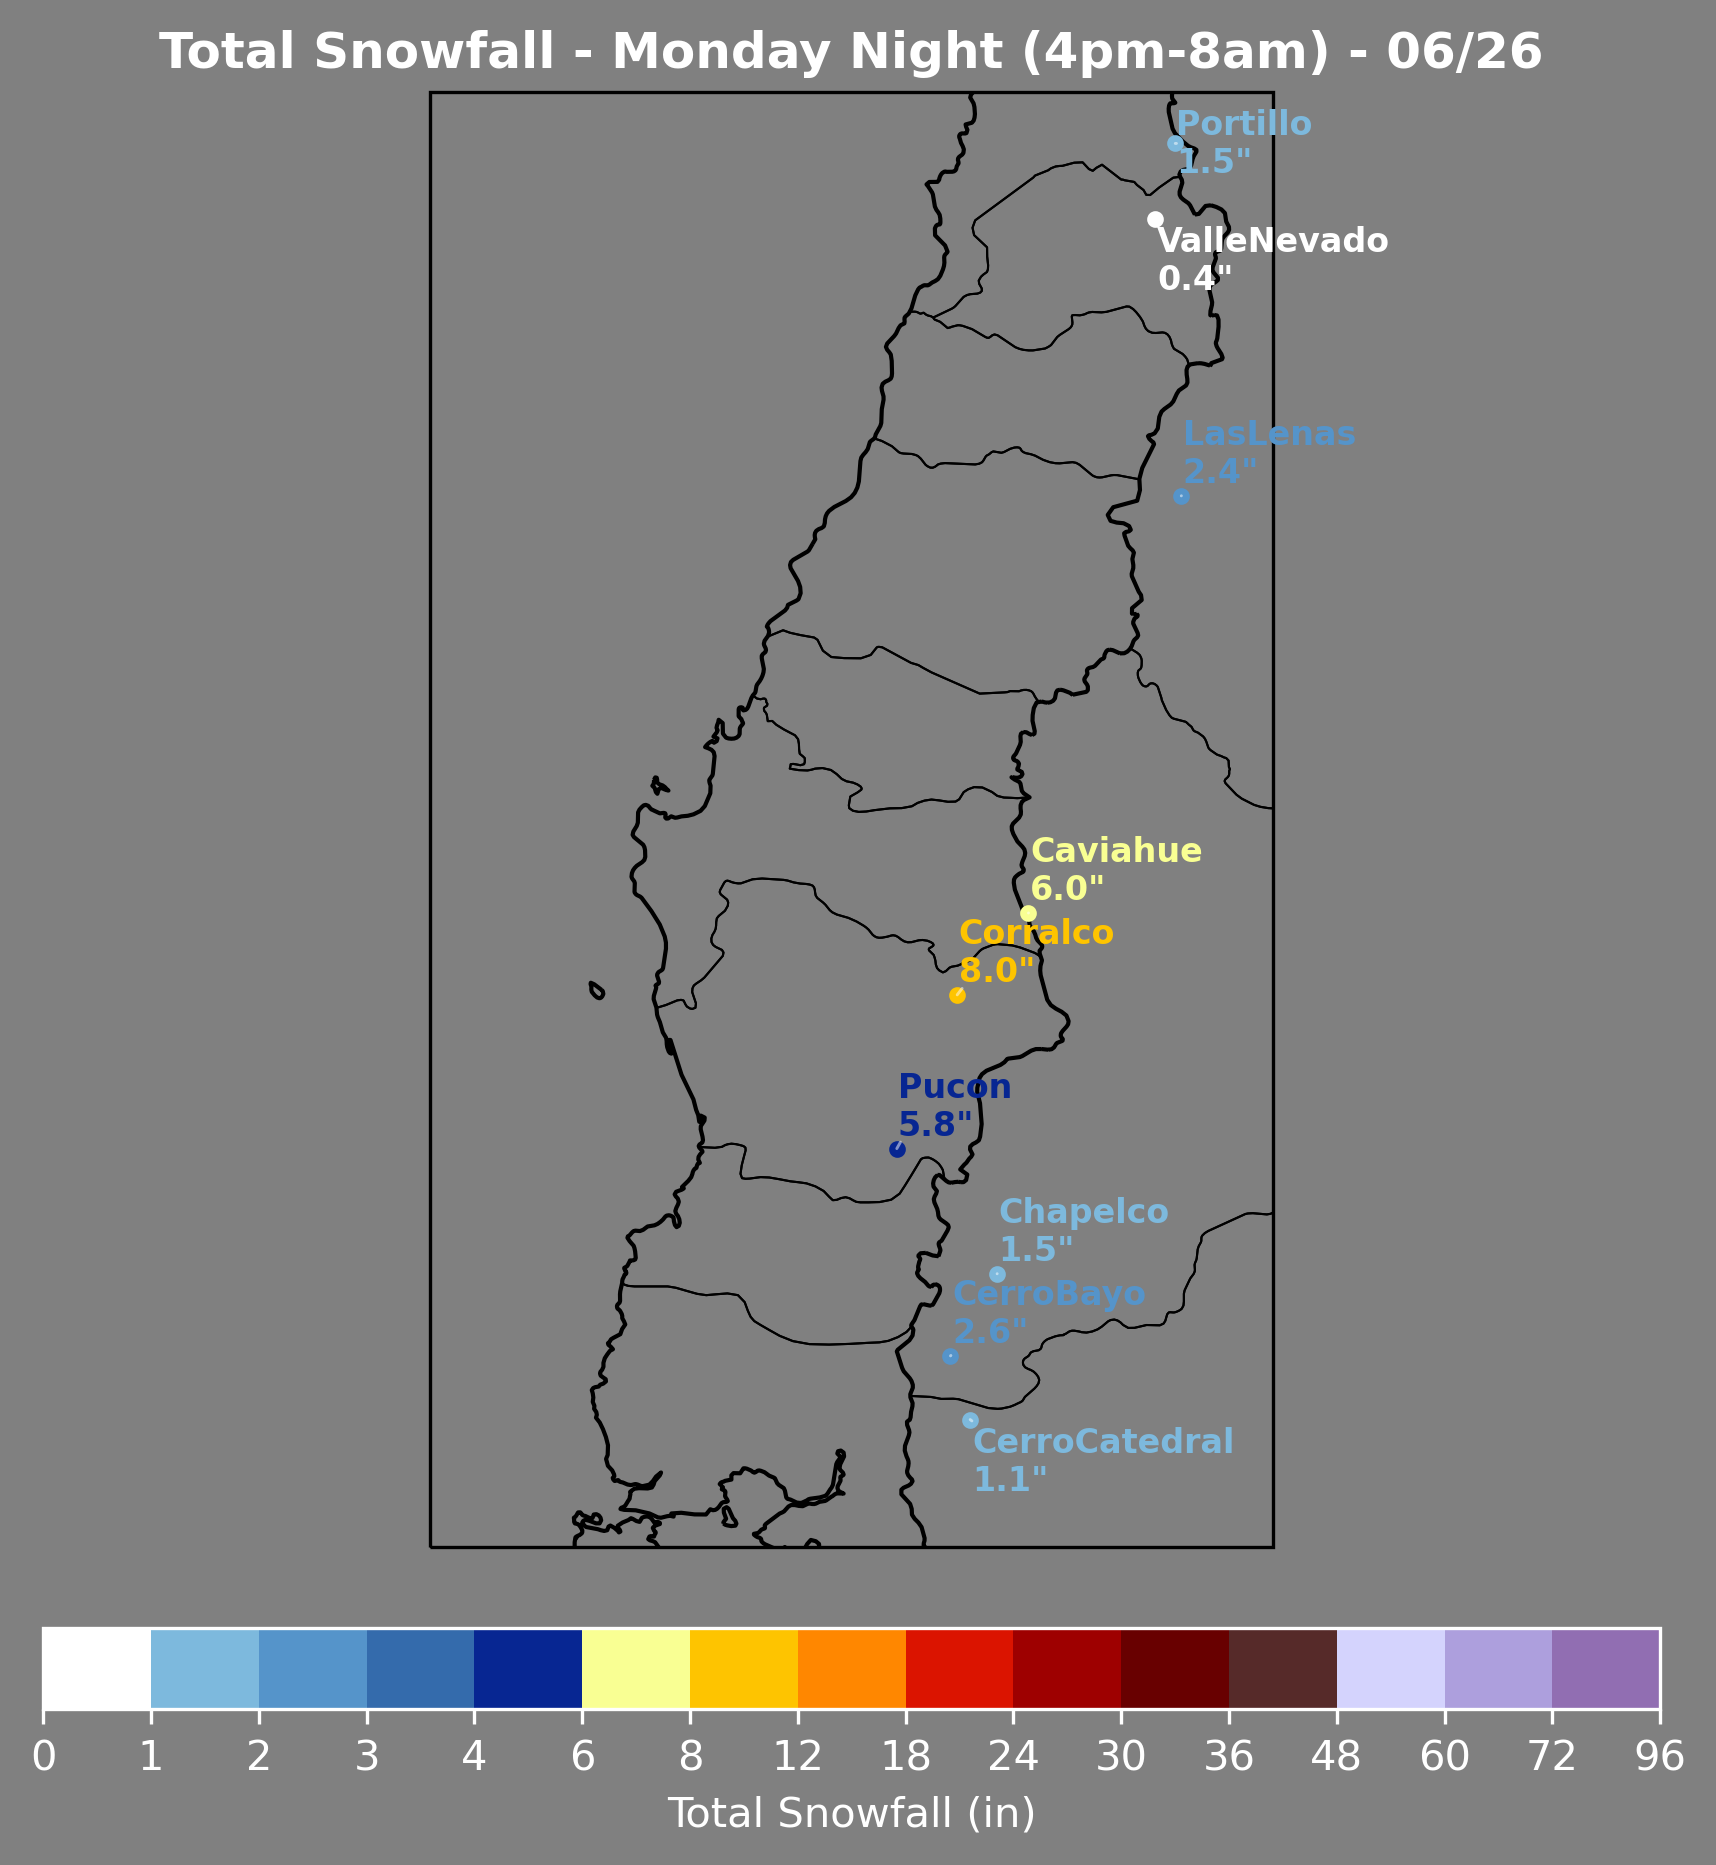 Total Snowfall - Monday Night (4pm-8am) - 06/26
Portillo
1.5"
ValleNevado
0.4"
LasLenas
2.4"
Caviahue
6.0"
Corralco
8.0"
Pucon
5.8"
Chapelco
1.5"
CerroBayo
2.6"
CerroCatedral
1.1"
0 1 2 3 4 6 8 12 18 24 30 36 48 60 72 96
Total Snowfall (in)